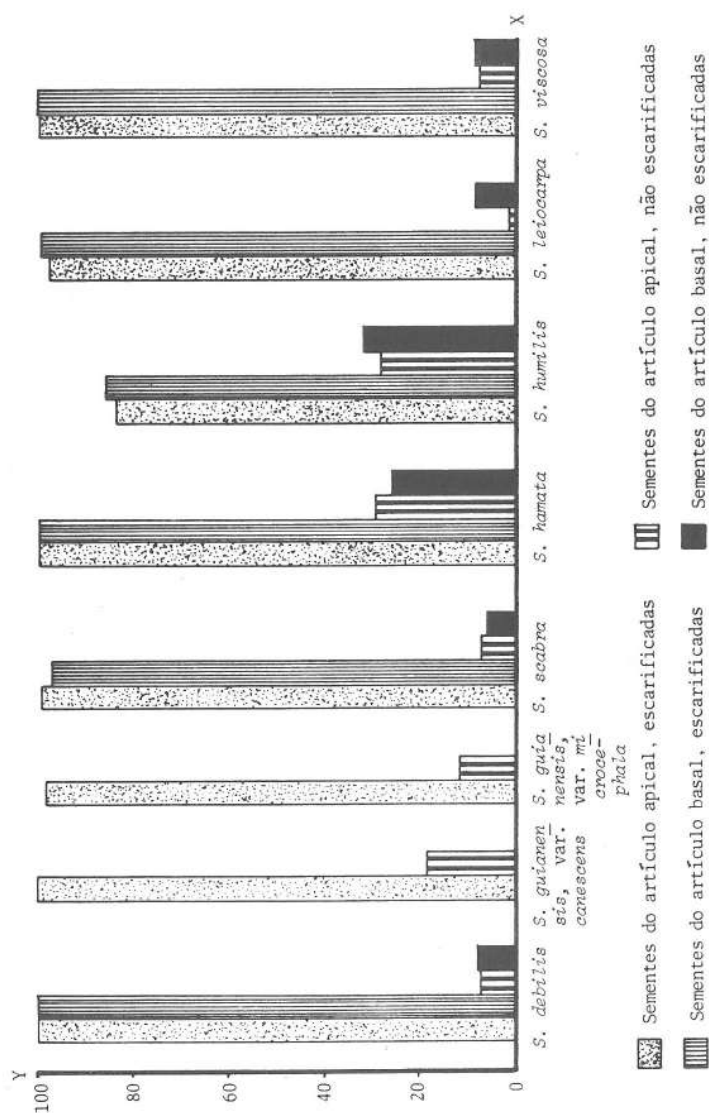 Y
100
80
60
40
20
0
X
S. debilis
S. guianen
sis, var.
canescens
S. guia
nensis,
var. mi
croce-
phala
S. scabra
S. hamata
S. humilis
S. leiocarpa
S. viscosa
Sementes do artículo apical, escarificadas
Sementes do artículo basal, escarificadas
Sementes do artículo apical, não escarificadas
Sementes do artículo basal, não escarificadas